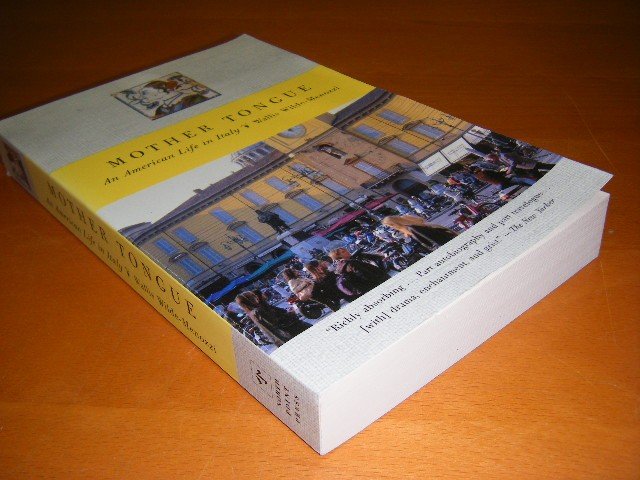 MOTHER TONGUE
An American Life in Italy • Wallis Wilde-Menozzi
"Richly absorbing ... Part autobiography and part travelogue,
[with] drama, enchantment, and gist." —The New Yorker
MOTHER TONGUE
An American Life in Italy • Wallis Wilde-Menozzi
NORTH
POINT
PRESS